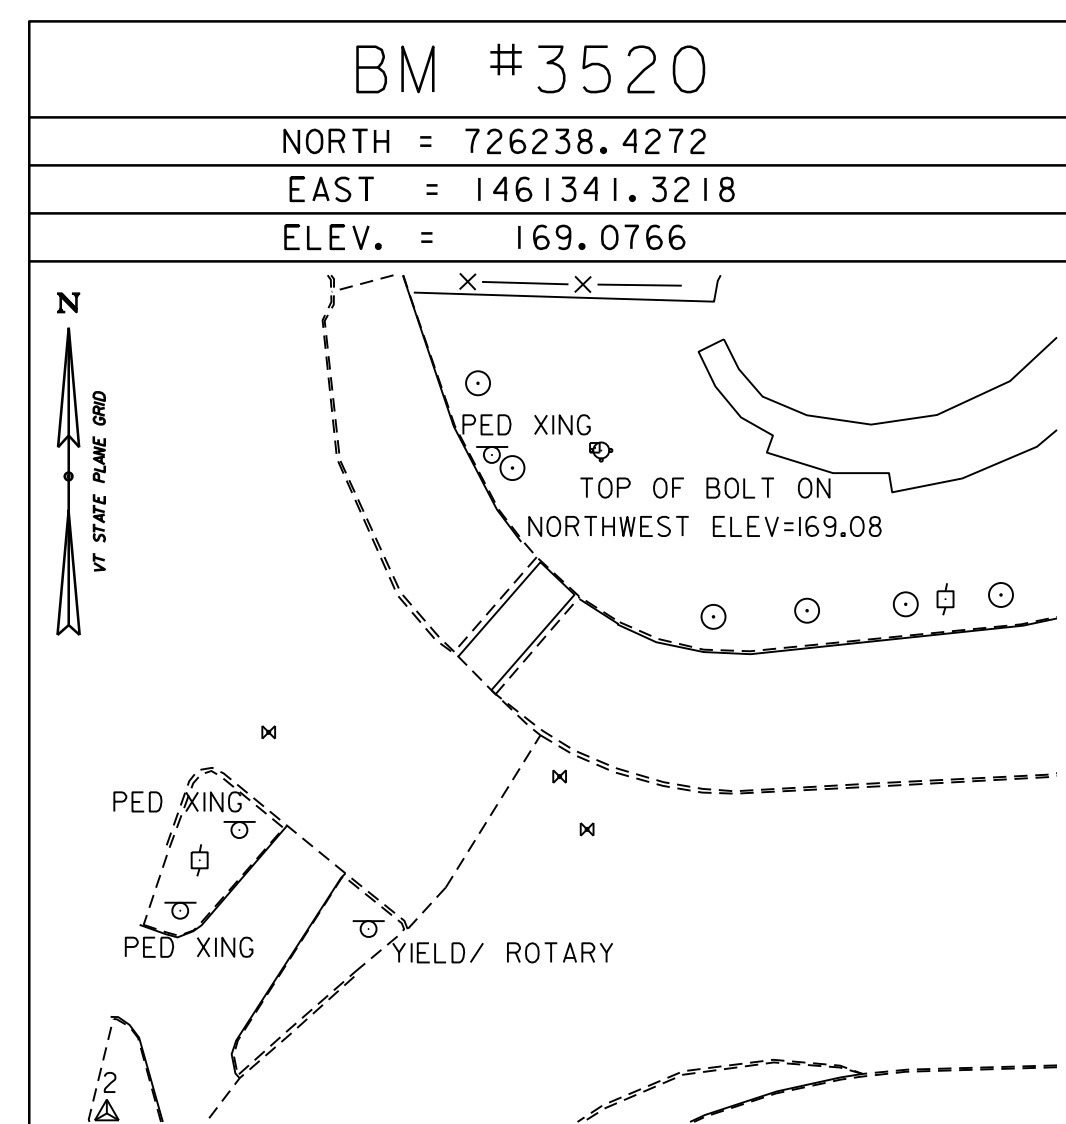 BM #3520
NORTH = 726238.4272
EAST = 1461341.3218
ELEV. = 169.0766
N
VT STATE PLANE GRID
PED XING
TOP OF BOLT ON
NORTHWEST ELEV=169.08
PED XING
PED XING
YIELD/ ROTARY
2